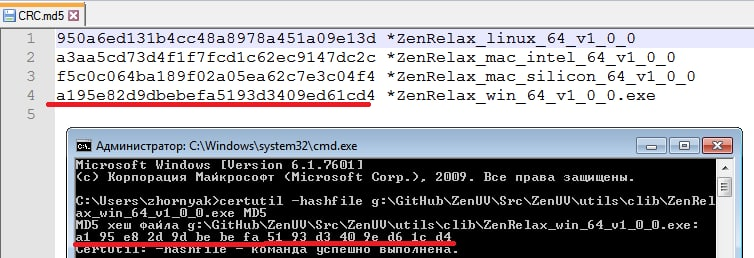 CRC.md5
1 950a6ed131b4cc48a8978a451a09e13d *ZenRelax_linux_64_v1_0_0
2 a3aa5cd73d4f1f7fcd1c62ec9147dc2c *ZenRelax_mac_intel_64_v1_0_0
3 f5c0c064ba189f02a05ea62c7e3c04f4 *ZenRelax_mac_silicon_64_v1_0_0
4 a195e82d9dbebefa5193d3409ed61cd4 *ZenRelax_win_64_v1_0_0.exe
5
Администратор: C:\Windows\system32\cmd.exe
Microsoft Windows [Version 6.1.7601]
(c) Корпорация Майкрософт (Microsoft Corp.), 2009. Все права защищены.
C:\Users\zhornyak>certutil -hashfile g:\GitHub\ZenUV\Src\ZenUV\utils\clib\ZenRel
ax_win_64_v1_0_0.exe MD5
MD5 хеш файла g:\GitHub\ZenUV\Src\ZenUV\utils\clib\ZenRelax_win_64_v1_0_0.exe:
a1 95 e8 2d 9d be be fa 51 93 d3 40 9e d6 1c d4
CertUtil: -hashfile - команда успешно выполнена.